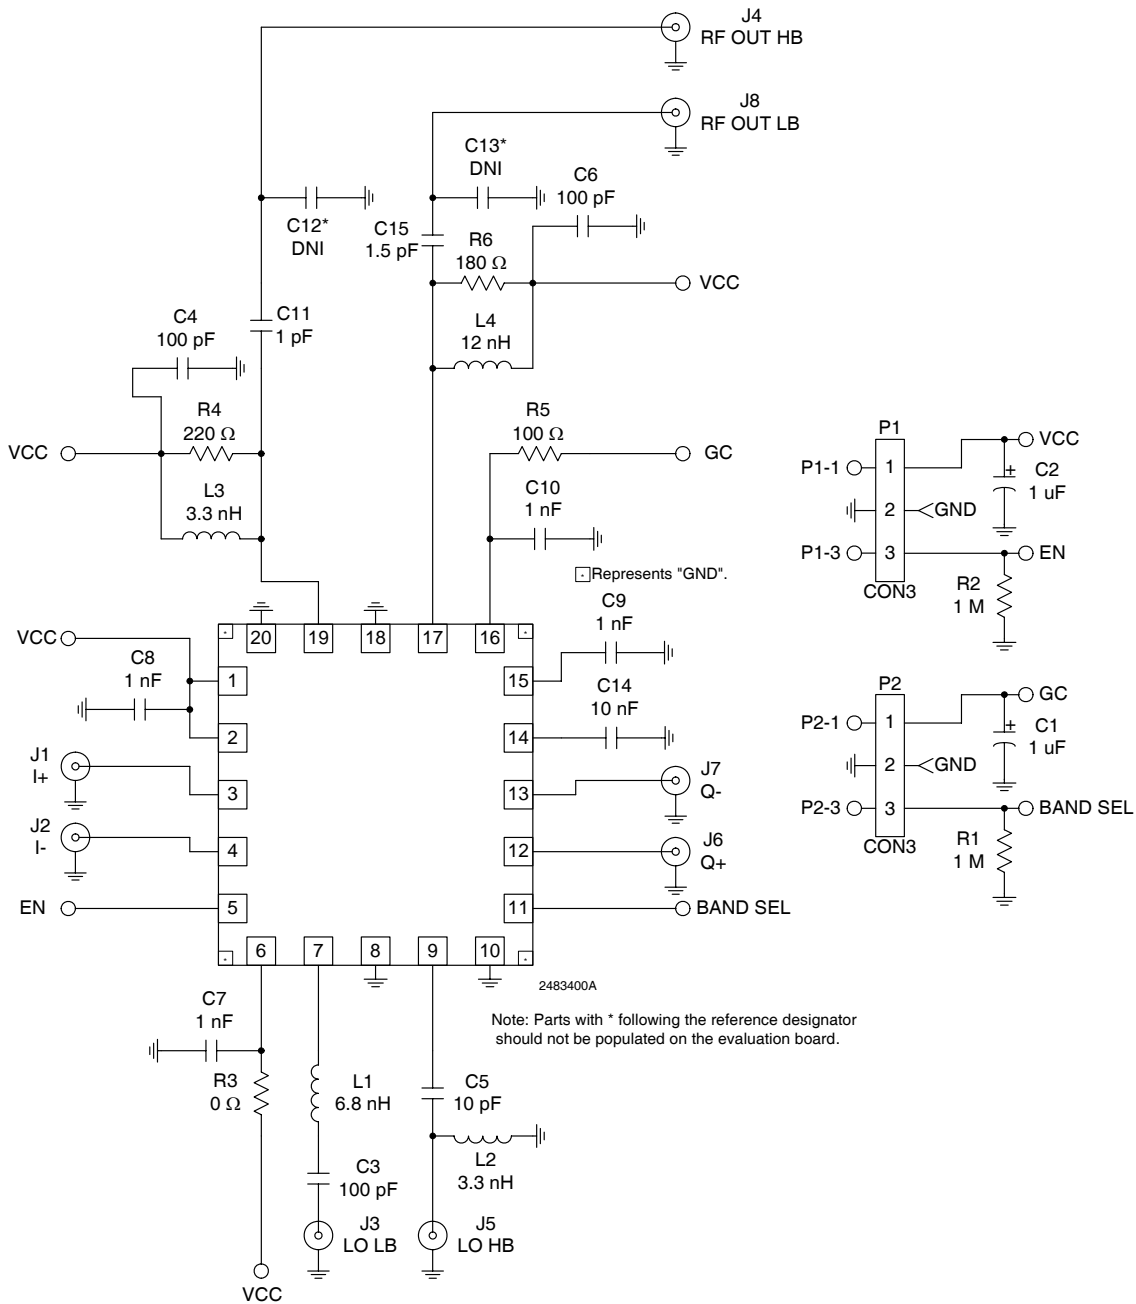 J4
RF OUT HB
J8
RF OUT LB
C13*
DNI
C6
100 pF
C12*
DNI
C15
1.5 pF
R6
180 Ω
VCC
C11
1 pF
L4
12 nH
C4
100 pF
R4
220 Ω
VCC
R5
100 Ω
GC
L3
3.3 nH
C10
1 nF
Represents "GND".
P1
P1-1
1
VCC
C2
+
1 uF
2
GND
P1-3
3
EN
CON3
R2
1 M
C9
1 nF
VCC
20
19
18
17
16
C8
1 nF
1
15
C14
10 nF
2
14
J1
I+
3
13
J7
Q-
J2
I-
4
12
J6
Q+
EN
5
11
BAND SEL
6
7
8
9
10
P2
P2-1
1
GC
C1
+
1 uF
2
GND
P2-3
3
BAND SEL
CON3
R1
1 M
2483400A
Note: Parts with * following the reference designator
should not be populated on the evaluation board.
C7
1 nF
R3
0 Ω
L1
6.8 nH
C5
10 pF
C3
100 pF
L2
3.3 nH
J3
LO LB
J5
LO HB
VCC